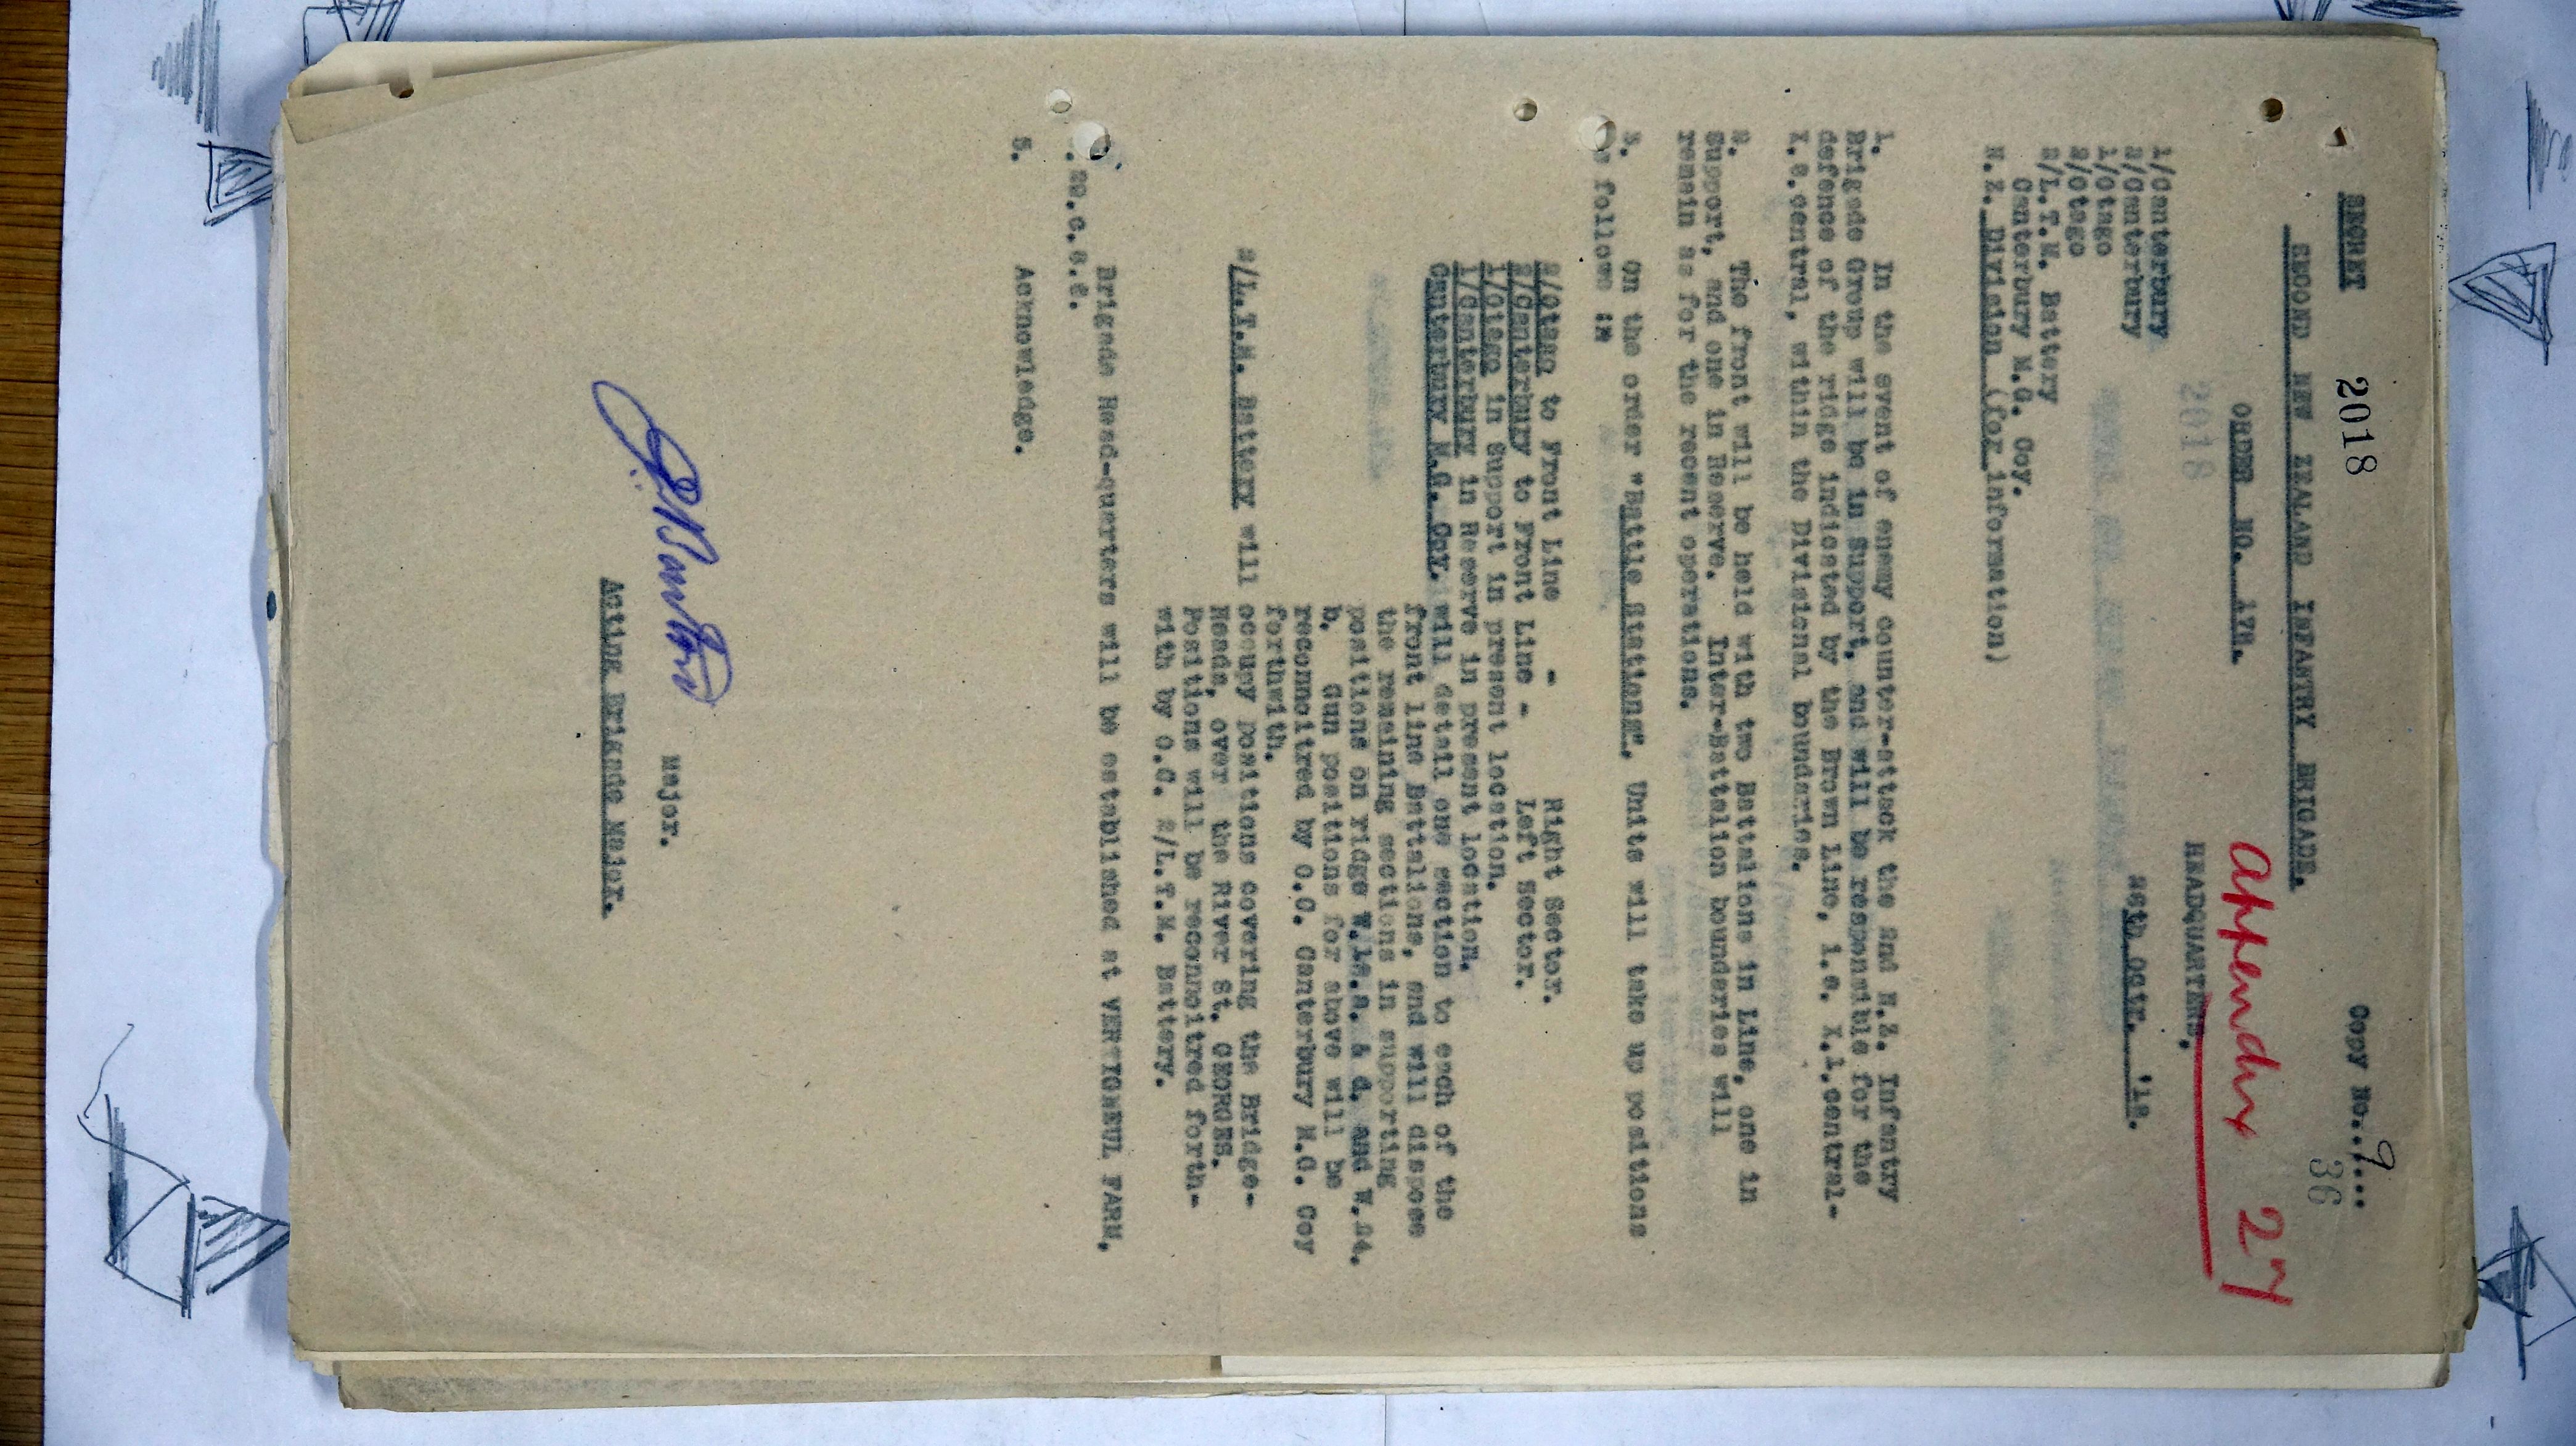 SECRET 2018 Copy No..9...
36
SECOND NEW ZEALAND INFANTRY BRIGADE.
Appendix 27
ORDER NO. 178.
2018
HEADQUARTERS,
1/Canterbury
2/Canterbury 26th Octr. '18.
1/Otago
2/Otago
2/L.T.M. Battery
Canterbury M.G. Coy.
N.Z. Division (for information)
1. In the event of enemy counter-attack the 2nd N.Z. Infantry
Brigade Group will be in Support, and will be responsible for the
defence of the ridge indicated by the Brown Line, i.e. X.1.central-
X.8.central, within the Divisional boundaries.
2. The front will be held with two Battalions in Line, one in
Support, and one in Reserve. Inter-Battalion boundaries will
remain as for the recent operations.
3. On the order "Battle Stations". Units will take up positions
follows :-
2/Otago to Front Line - Right Sector.
2/Canterbury to Front Line - Left Sector.
1/Otago in Support in present location.
1/Canterbury in Reserve in present location.
Canterbury M.G. Coy. will detail one section to each of the
front line Battalions, and will dispose
the remaining sections in supporting
positions on ridge W.18.a. & d. and W.24.
b. Gun positions for above will be
reconnoitred by O.C. Canterbury M.G. Coy
forthwith.
2/L.T.M. Battery will occupy positions covering the Bridge-
Heads, over the River St. GEORGES.
Positions will be reconnoitred forth-
with by O.C. 2/L.T.M. Battery.
Brigade Head-quarters will be established at VERTIGNEUL FARM,
5. Acknowledge.
Major.
Acting Brigade Major.